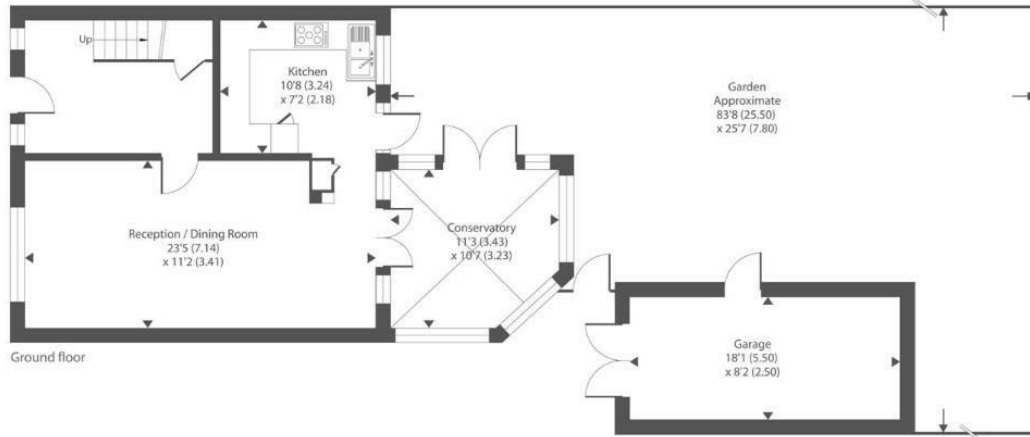 Up
Kitchen
10'8 (3.24)
x 7'2 (2.18)
Garden
Approximate
83'8 (25.50)
x 25'7 (7.80)
Reception / Dining Room
23'5 (7.14)
x 11'2 (3.41)
Conservatory
11'3 (3.43)
x 10'7 (3.23)
Garage
18'1 (5.50)
x 8'2 (2.50)
Ground floor